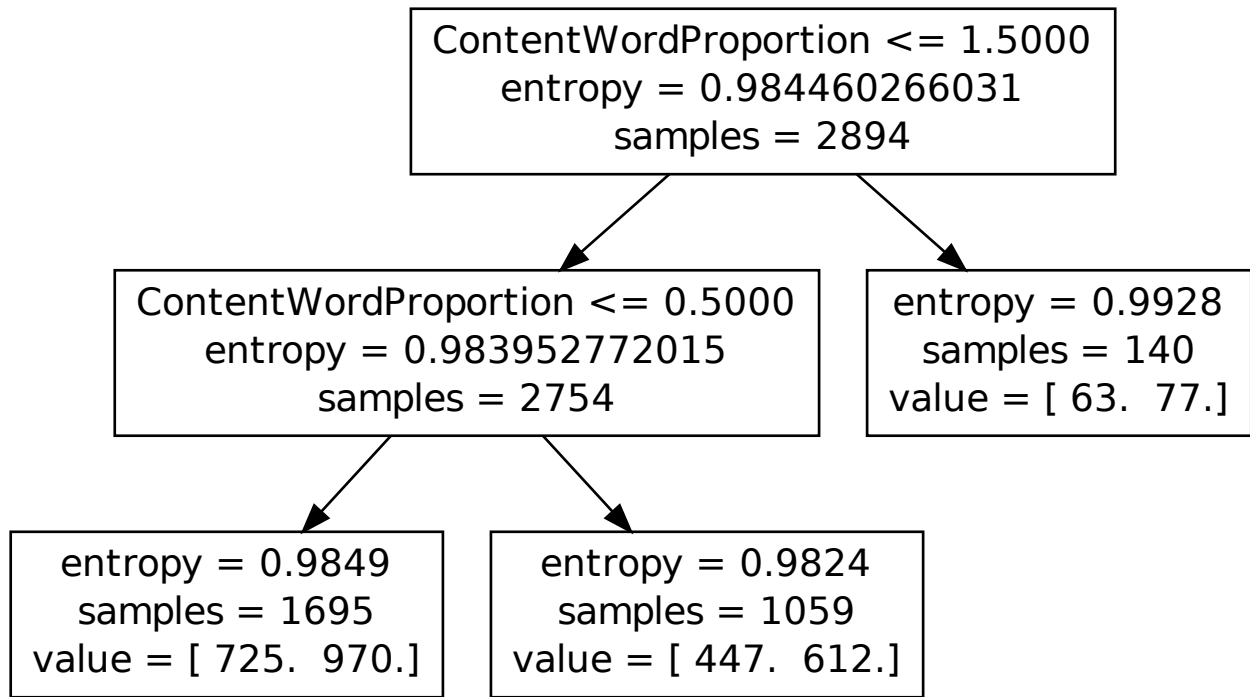 ContentWordProportion <= 1.5000
entropy = 0.984460266031
samples = 2894
ContentWordProportion <= 0.5000
entropy = 0.983952772015
samples = 2754
entropy = 0.9928
samples = 140
value = [ 63.  77.]
entropy = 0.9849
samples = 1695
value = [ 725.  970.]
entropy = 0.9824
samples = 1059
value = [ 447.  612.]